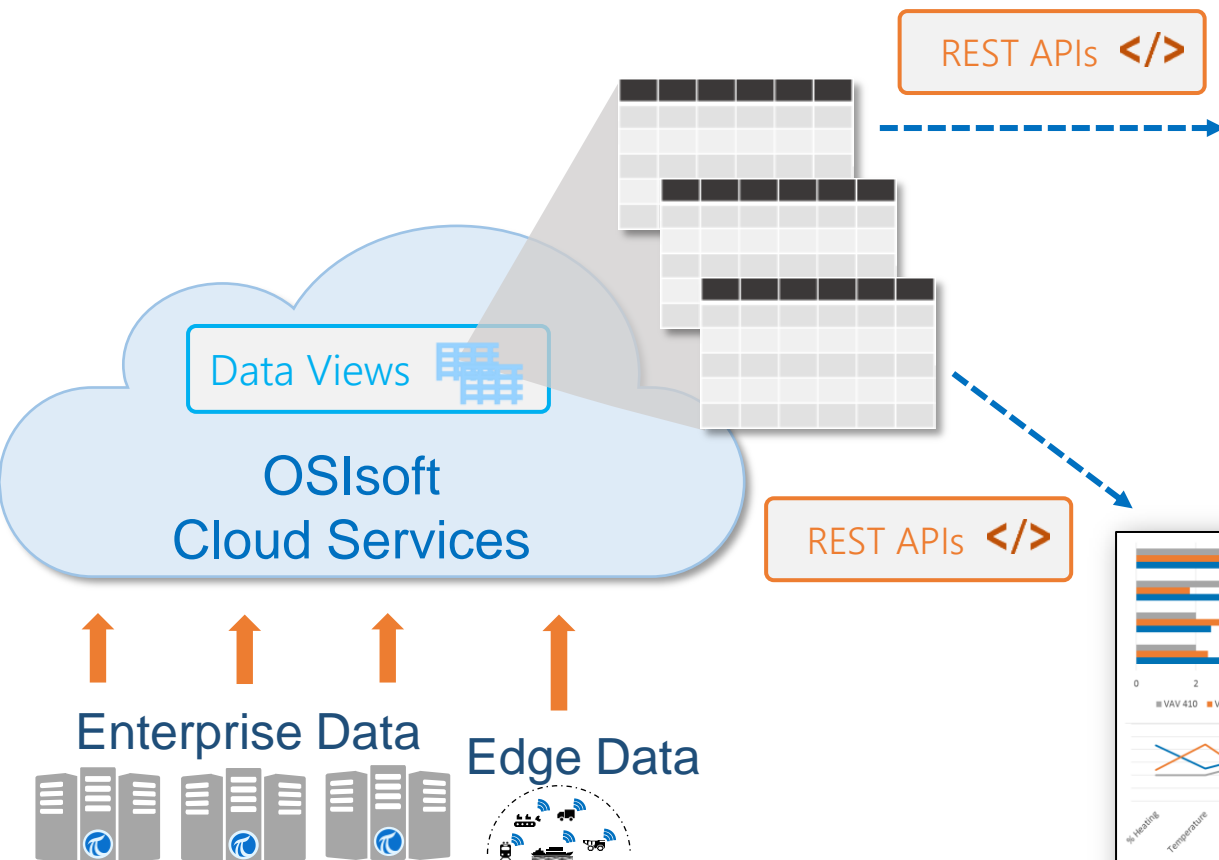 REST APIs </>
Data Views
OSIsoft
Cloud Services
REST APIs </>
Enterprise Data
Edge Data
0 2
VAV 410 V
% Heating
Temperature